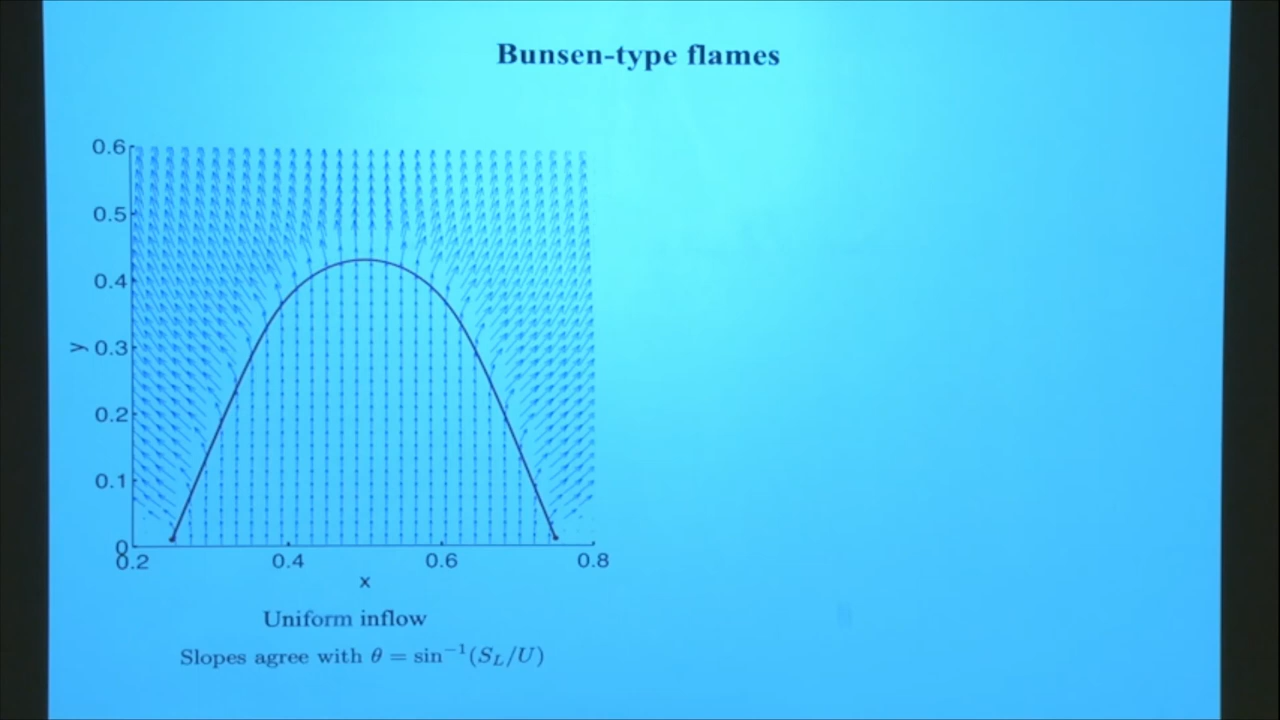 Bunsen-type flames
0.6
0.5
0.4
y 0.3
0.2
0.1
0
0.2 0.4 0.6 0.8
x
Uniform inflow
Slopes agree with θ = sin⁻¹(S_L/U)